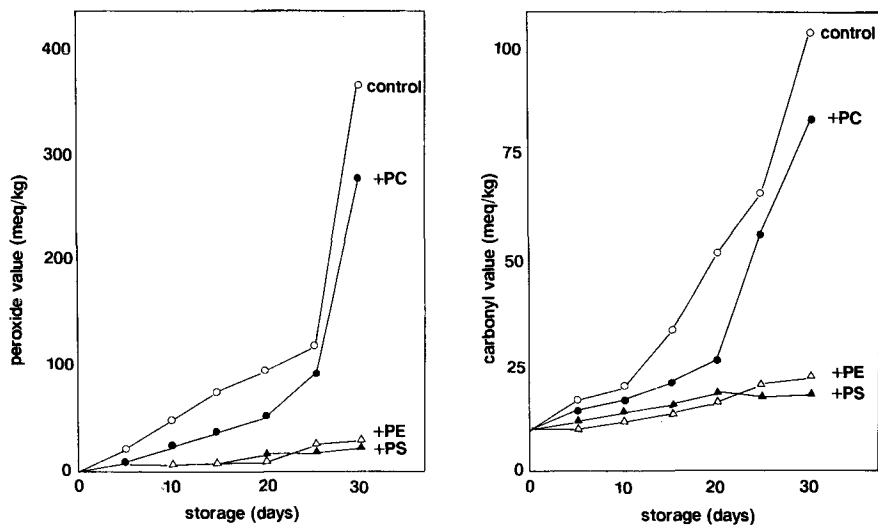 peroxide value (meq/kg)
400
300
200
100
0
0
10
20
30
storage (days)
control
+PC
+PE
+PS
carbonyl value (meq/kg)
100
75
50
25
0
0
10
20
30
storage (days)
control
+PC
+PE
+PS